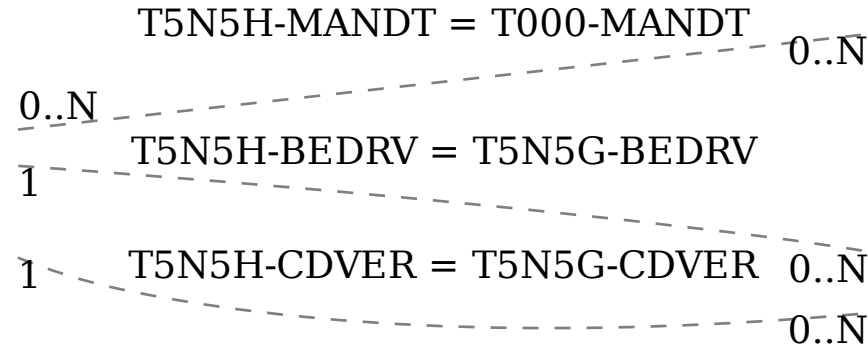 T5N5H-MANDT = T000-MANDT
0..N
0..N
T5N5H-BEDRV = T5N5G-BEDRV
1
T5N5H-CDVER = T5N5G-CDVER
0..N
1
0..N